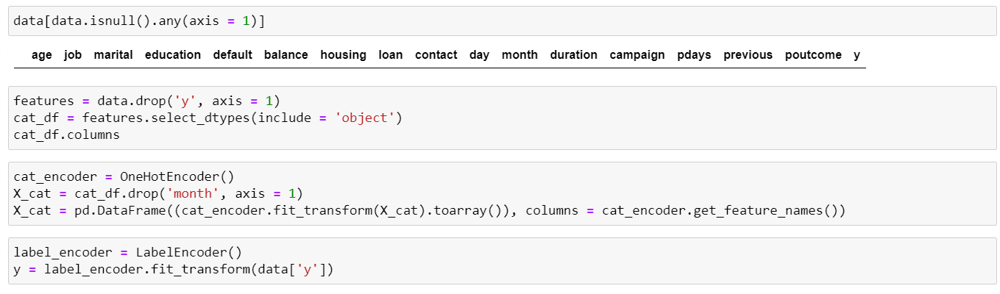 data[data.isnull().any(axis = 1)]
age job marital education default balance housing loan contact day month duration campaign pdays previous poutcome y
features = data.drop('y', axis = 1)
cat_df = features.select_dtypes(include = 'object')
cat_df.columns
cat_encoder = OneHotEncoder()
X_cat = cat_df.drop('month', axis = 1)
X_cat = pd.DataFrame((cat_encoder.fit_transform(X_cat).toarray()), columns = cat_encoder.get_feature_names())
label_encoder = LabelEncoder()
y = label_encoder.fit_transform(data['y'])